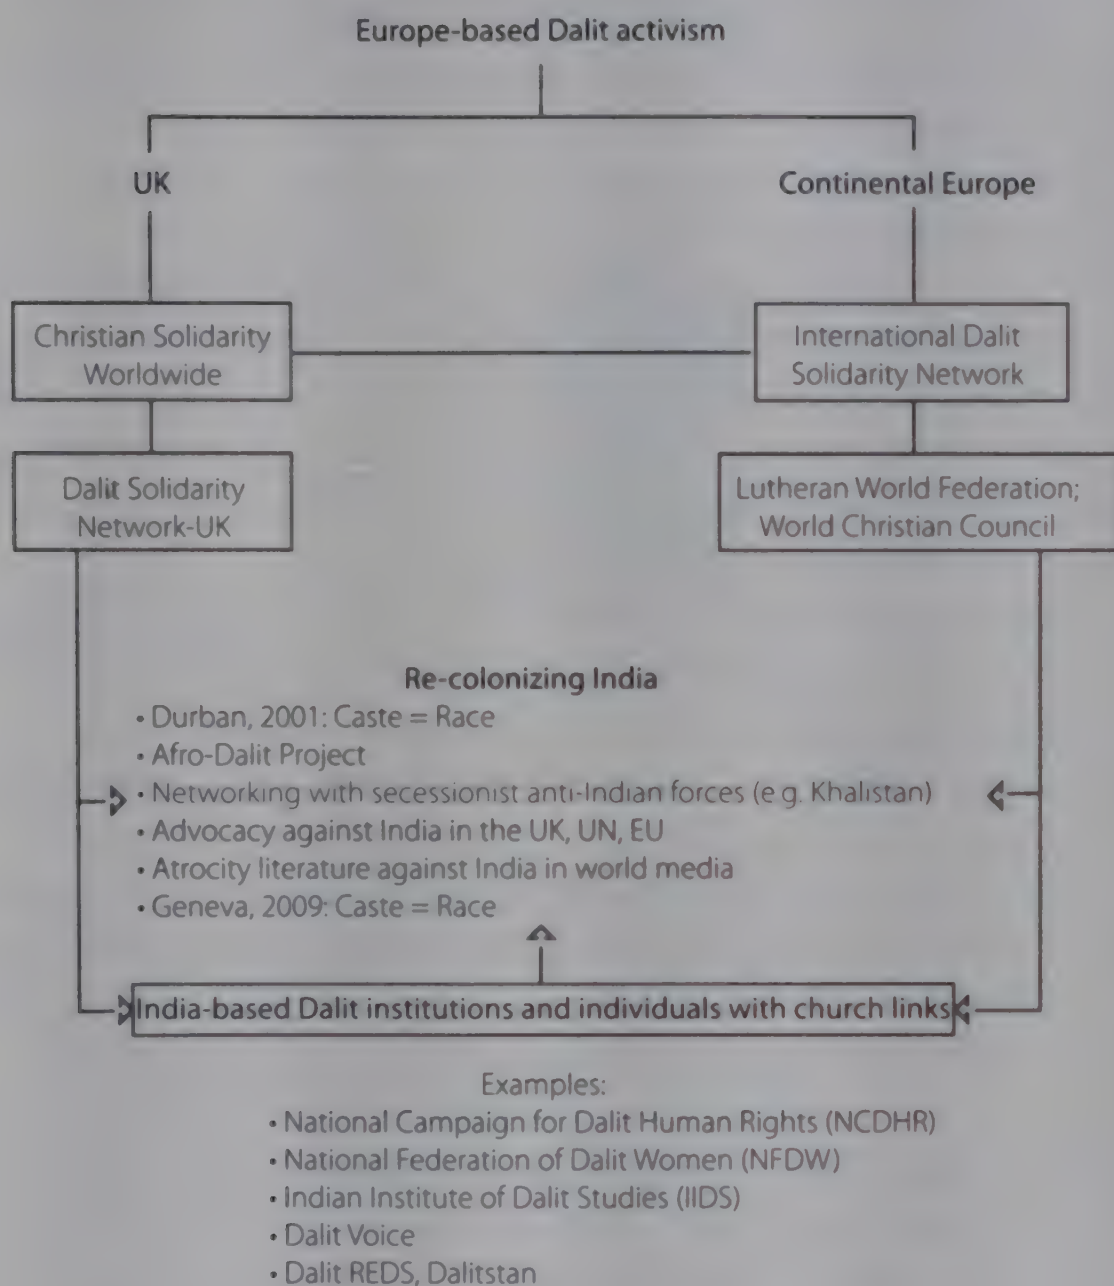 Europe-based Dalit activism
UK
Continental Europe
Christian Solidarity
Worldwide
International Dalit
Solidarity Network
Dalit Solidarity
Network-UK
Lutheran World Federation;
World Christian Council
Re-colonizing India
• Durban, 2001: Caste = Race
• Afro-Dalit Project
• Networking with secessionist anti-Indian forces (e.g. Khalistan)
• Advocacy against India in the UK, UN, EU
• Atrocity literature against India in world media
• Geneva, 2009: Caste = Race
India-based Dalit institutions and individuals with church links
Examples:
• National Campaign for Dalit Human Rights (NCDHR)
• National Federation of Dalit Women (NFDW)
• Indian Institute of Dalit Studies (IIDS)
• Dalit Voice
• Dalit REDS, Dalitstan